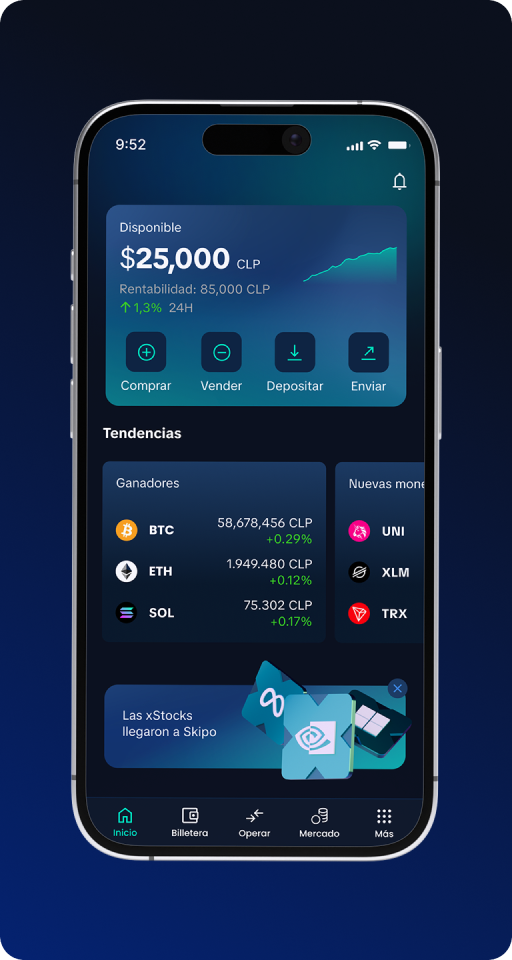 9:52
Disponible
$25,000 CLP
Rentabilidad: 85,000 CLP
1,3% 24H
Comprar Vender Depositar Enviar
Tendencias
Ganadores
BTC 58,678,456 CLP
+0.29%
ETH 1.949.480 CLP
+0.12%
SOL 75.302 CLP
+0.17%
Nuevas mone
UNI
XLM
TRX
Las xStocks
llegaron a Skipo
Inicio Billetera Operar Mercado Más